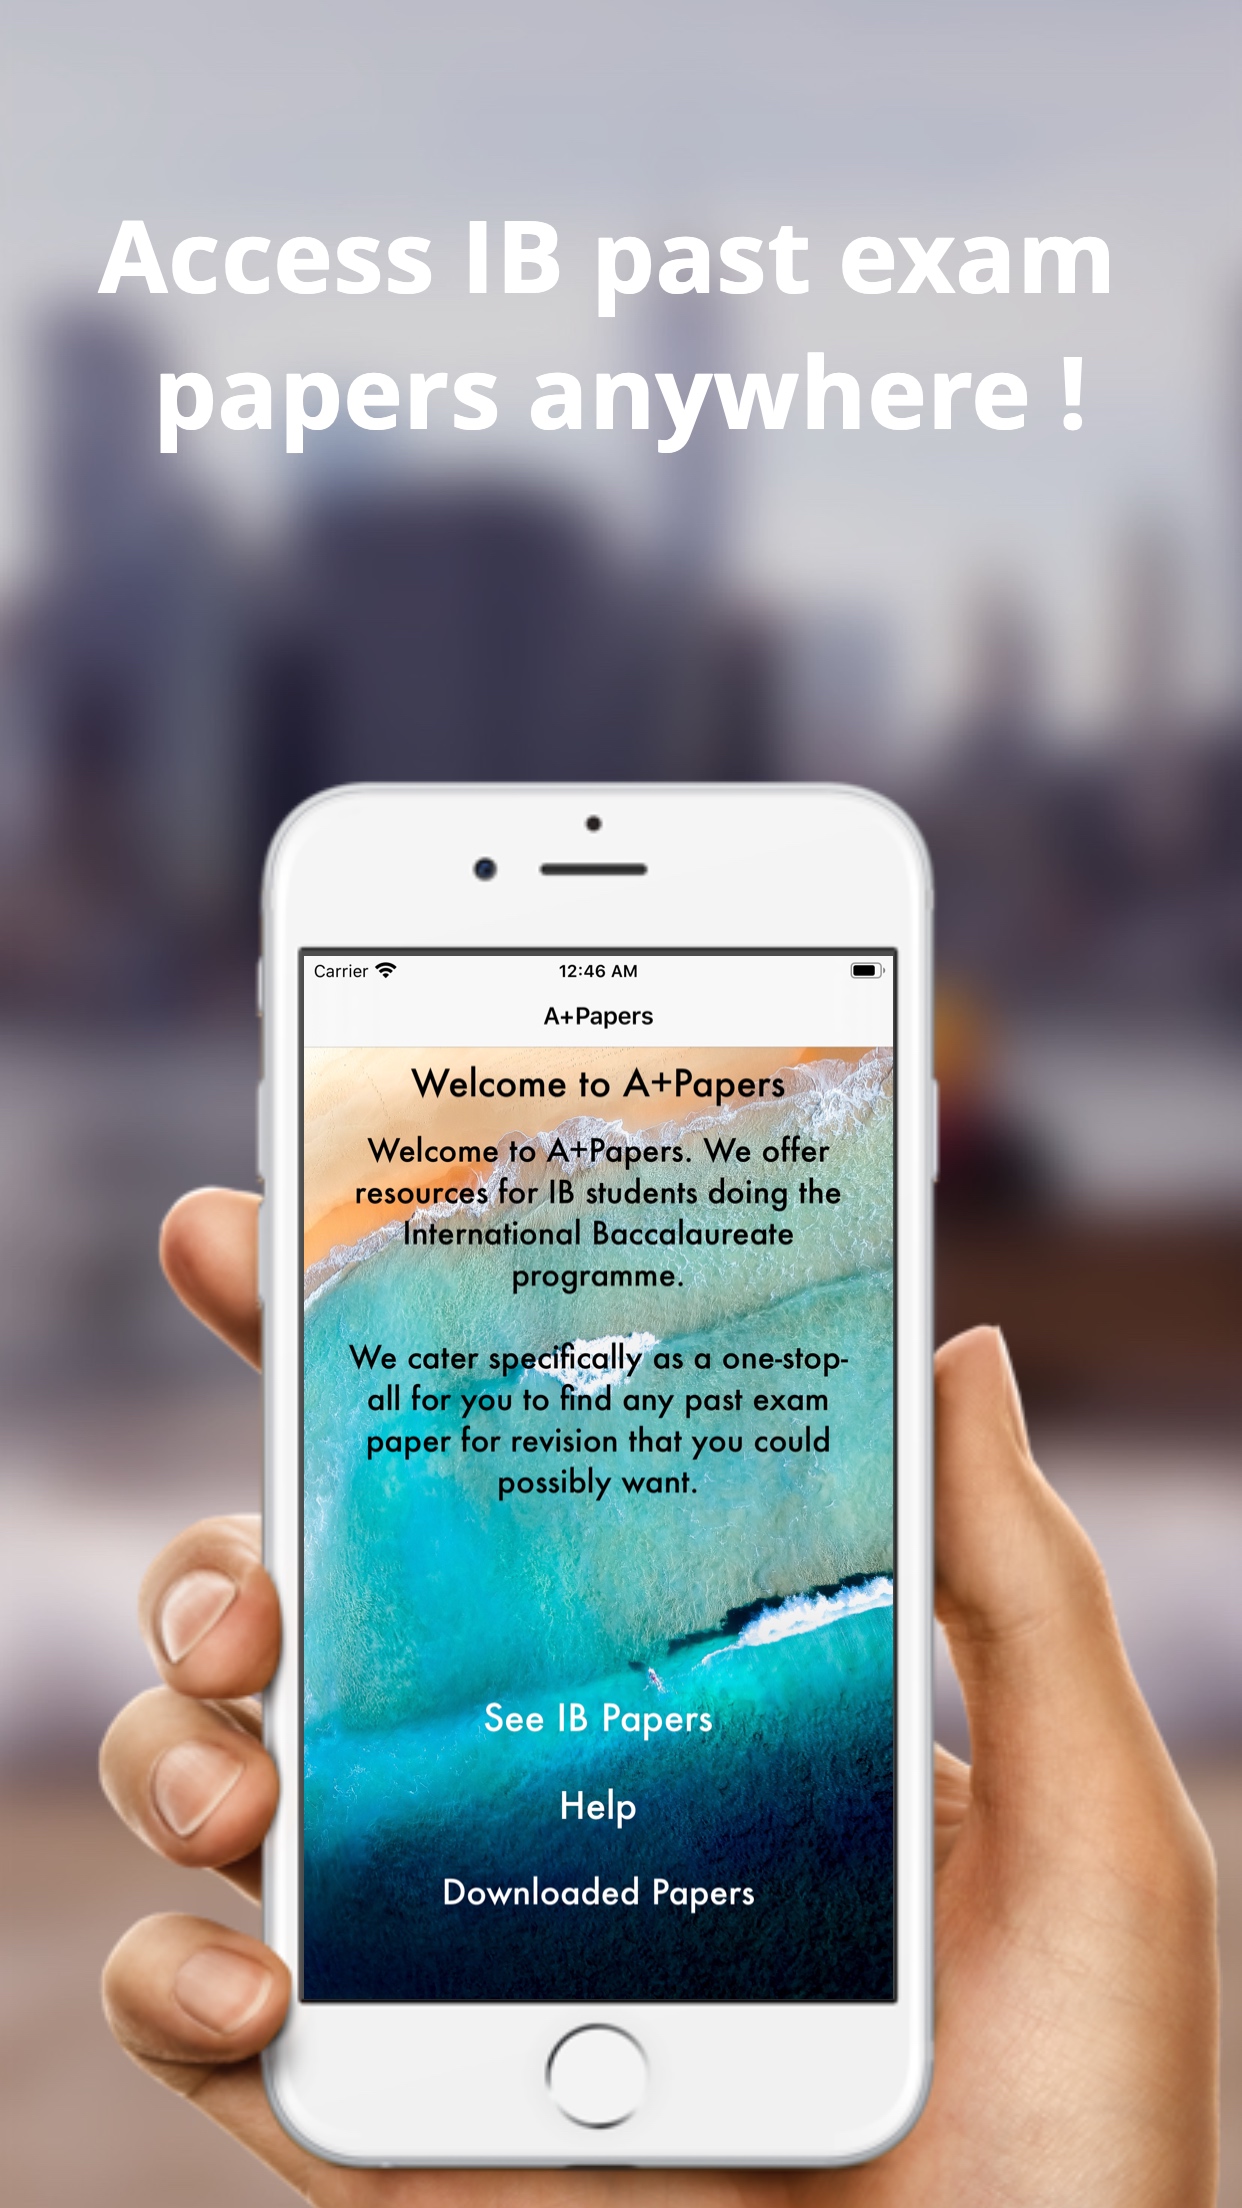 Access IB past exam
papers anywhere !
Carrier
12:46 AM
A+Papers
Welcome to A+Papers
Welcome to A+Papers. We offer
resources for IB students doing the
International Baccalaureate
programme.
We cater specifically as a one-stop-
all for you to find any past exam
paper for revision that you could
possibly want.
See IB Papers
Help
Downloaded Papers